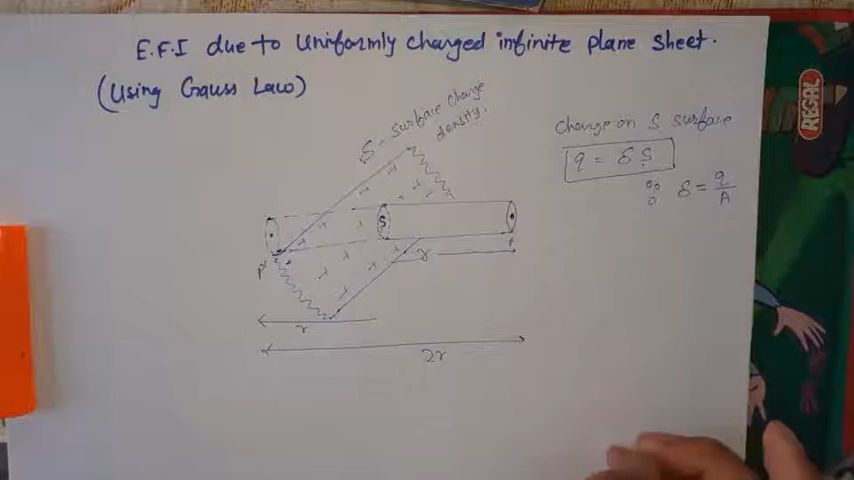 E.F.I due to Uniformly Charged infinite plane Sheet.
(Using Gauss Law)
δ - surface charge
density.
Charge on S surface
q = δ S
∴ δ = q/A
S
P'
P
r
r
2r
REGAL